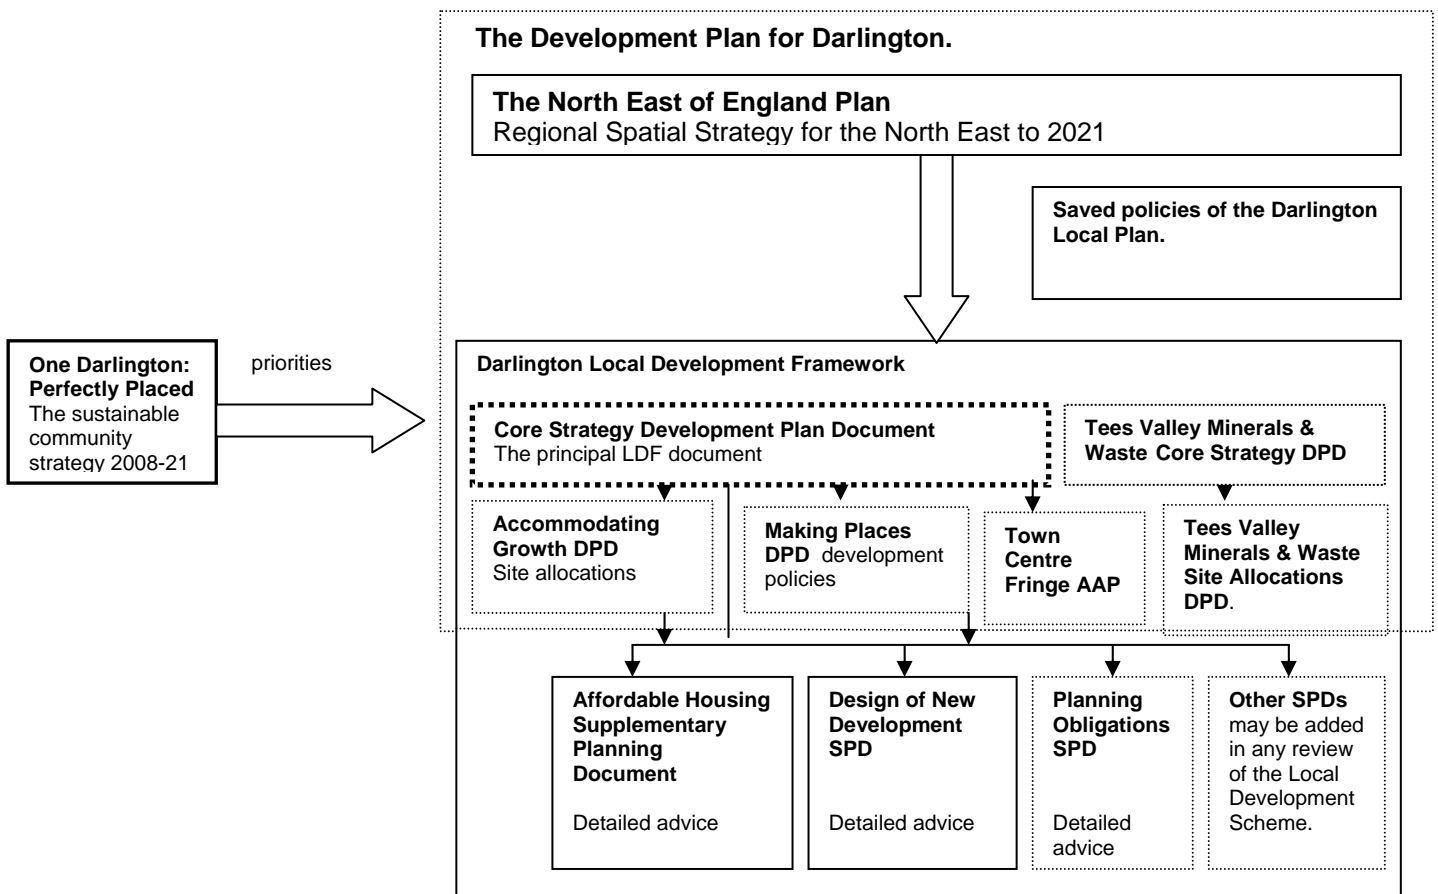 The Development Plan for Darlington.
The North East of England Plan
Regional Spatial Strategy for the North East to 2021
Saved policies of the Darlington
Local Plan.
One Darlington:
Perfectly Placed
The sustainable
community
strategy 2008-21
priorities
Darlington Local Development Framework
Core Strategy Development Plan Document
The principal LDF document
Tees Valley Minerals &
Waste Core Strategy DPD
Accommodating
Growth DPD
Site allocations
Making Places
DPD development
policies
Town
Centre
Fringe AAP
Tees Valley
Minerals & Waste
Site Allocations
DPD.
Affordable Housing
Supplementary
Planning
Document
Detailed advice
Design of New
Development
SPD
Detailed advice
Planning
Obligations
SPD
Detailed
advice
Other SPDs
may be added
in any review
of the Local
Development
Scheme.